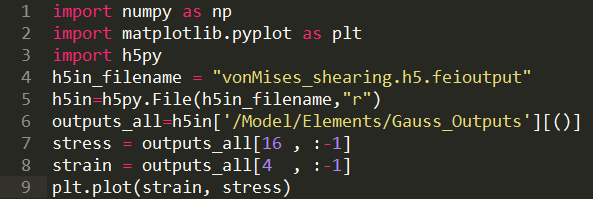 1 import numpy as np
2 import matplotlib.pyplot as plt
3 import h5py
4 h5in_filename = "vonMises_shearing.h5.feioutput"
5 h5in=h5py.File(h5in_filename,"r")
6 outputs_all=h5in['/Model/Elements/Gauss_Outputs'][()]
7 stress = outputs_all[16 , :-1]
8 strain = outputs_all[4  , :-1]
9 plt.plot(strain, stress)